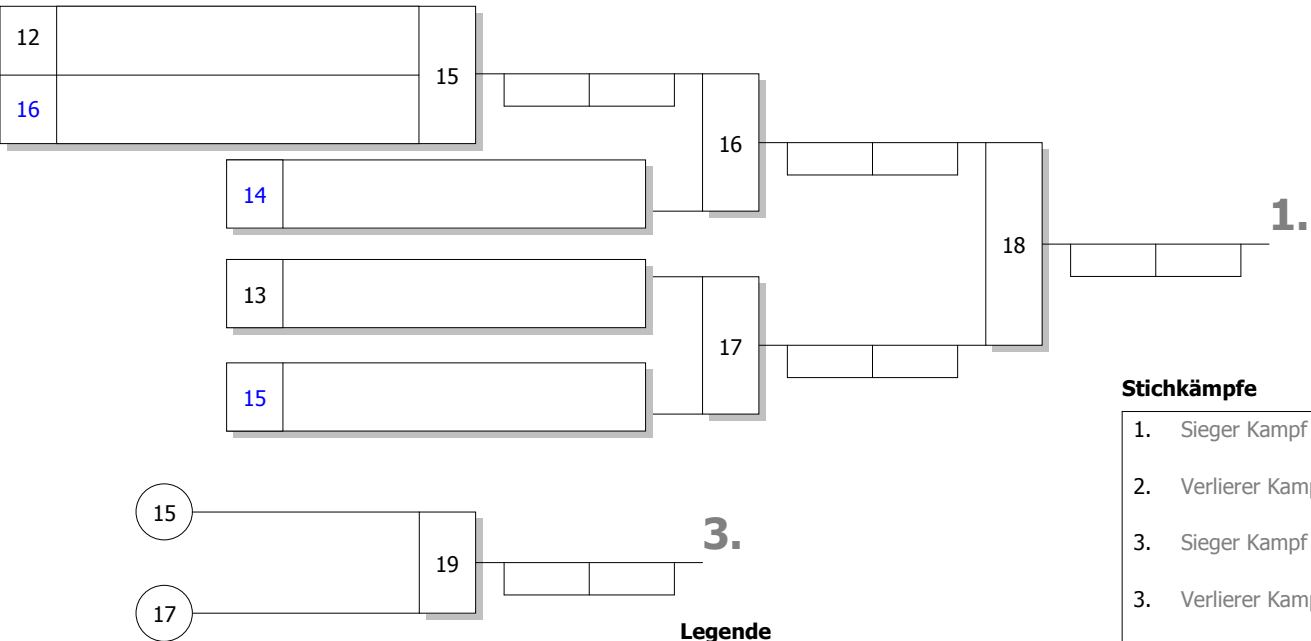 12
15
16
16
14
1.
18
13
17
15
Stichkämpfe
1. Sieger Kampf
2. Verlierer Kamp
15
3.
3. Sieger Kampf
19
3. Verlierer Kamp
17
Legende